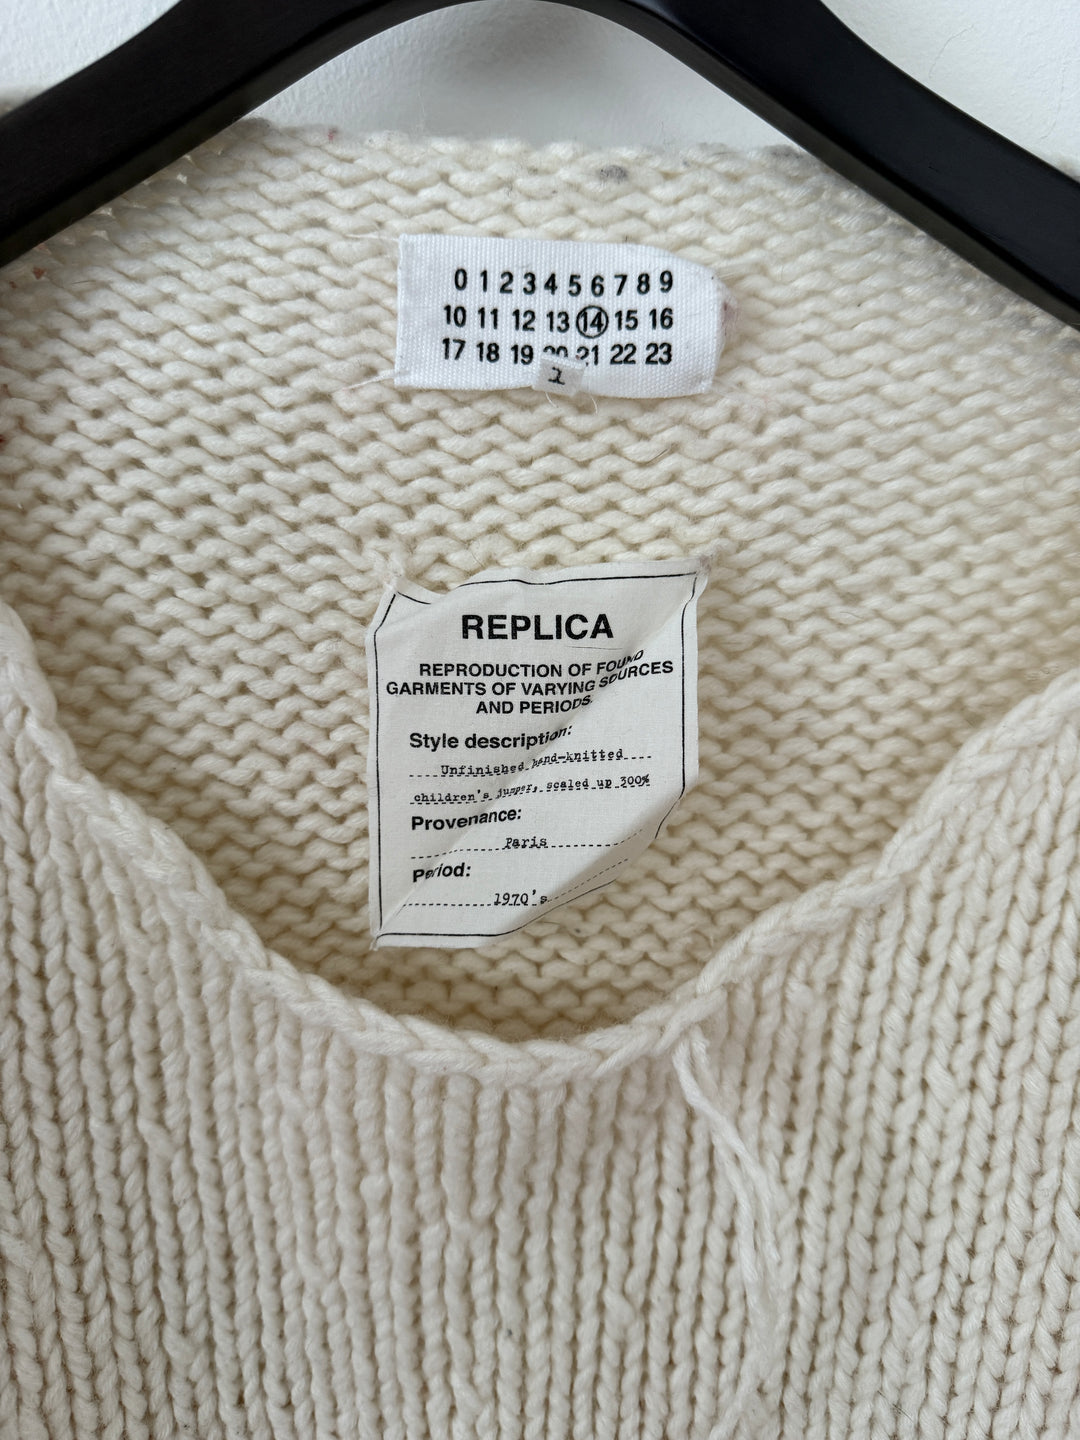 0 1 2 3 4 5 6 7 8 9
10 11 12 13 14 15 16
17 18 19 20 21 22 23
REPLICA
REPRODUCTION OF FOUND
GARMENTS OF VARYING SOURCES
AND PERIODS.
Style description:
Unfinished hand-knitted
children's jumper, scaled up 300%
Provenance:
Paris
Period:
1970's